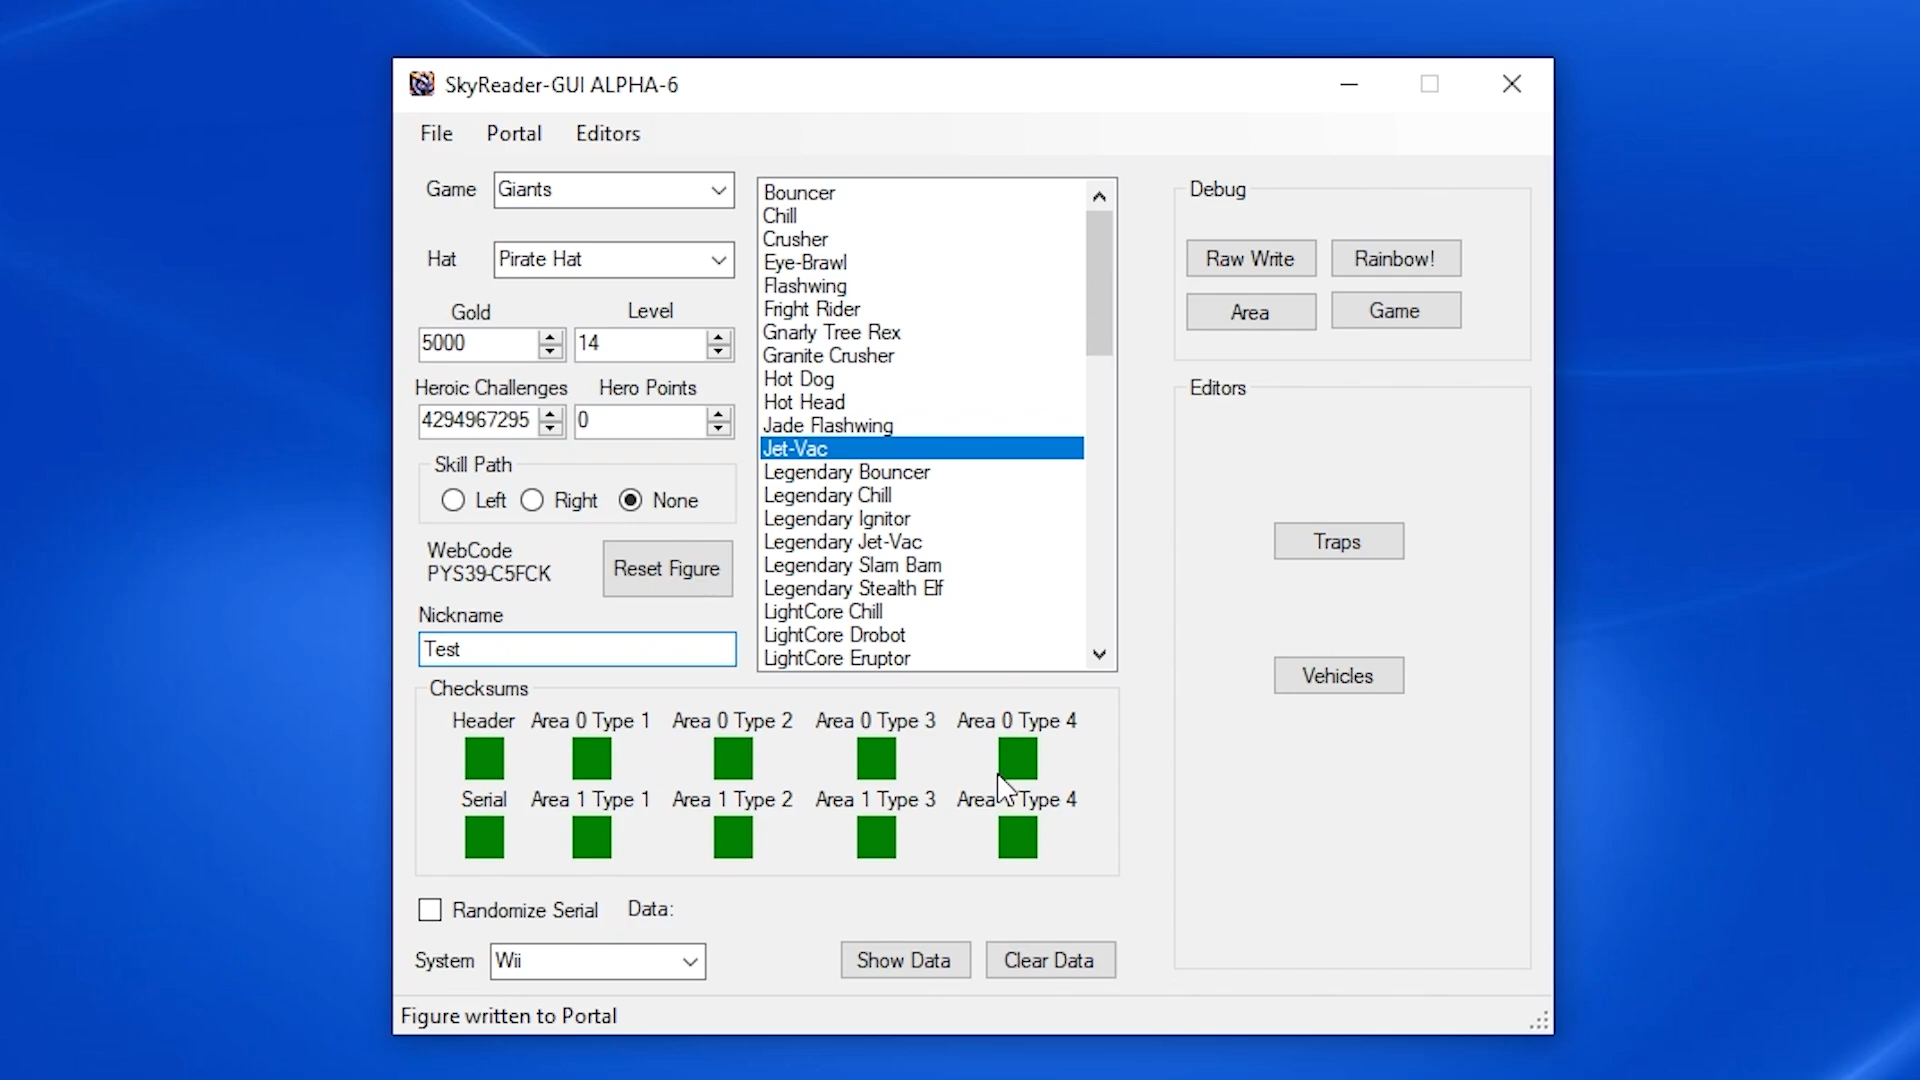 SkyReader-GUI ALPHA-6
File Portal Editors
Game Giants
Hat Pirate Hat
Gold Level
5000 14
Heroic Challenges Hero Points
4294967295 0
Skill Path
Left Right None
WebCode
PYS39-C5FCK
Reset Figure
Nickname
Test
Bouncer
Chill
Crusher
Eye-Brawl
Flashwing
Fright Rider
Gnarly Tree Rex
Granite Crusher
Hot Dog
Hot Head
Jade Flashwing
Jet-Vac
Legendary Bouncer
Legendary Chill
Legendary Ignitor
Legendary Jet-Vac
Legendary Slam Bam
Legendary Stealth Elf
LightCore Chill
LightCore Drobot
LightCore Eruptor
Debug
Raw Write Rainbow!
Area Game
Editors
Traps
Vehicles
Checksums
Header Area 0 Type 1 Area 0 Type 2 Area 0 Type 3 Area 0 Type 4
Serial Area 1 Type 1 Area 1 Type 2 Area 1 Type 3 Area Type 4
Randomize Serial Data:
System Wii Show Data Clear Data
Figure written to Portal